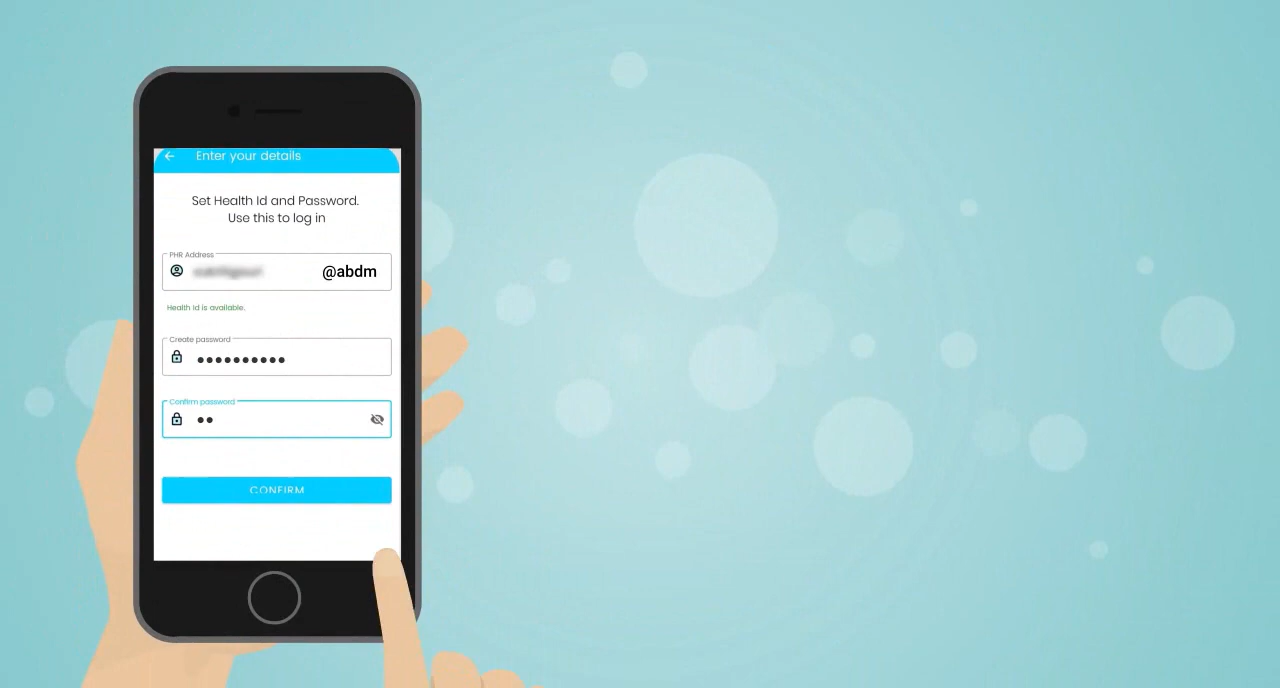 Enter your details
Set Health Id and Password.
Use this to log in
PHR Address
@abdm
Health Id is available.
Create password
Confirm password
CONFIRM